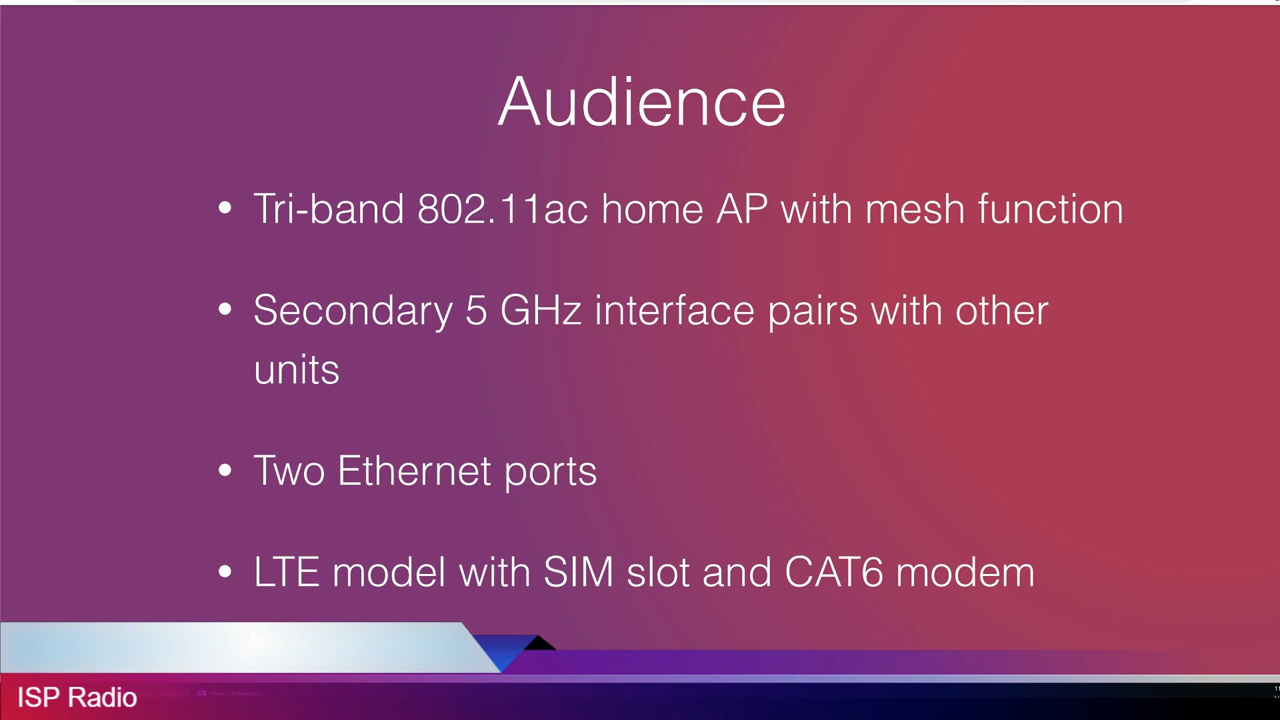 Audience
• Tri-band 802.11ac home AP with mesh function
• Secondary 5 GHz interface pairs with other
units
• Two Ethernet ports
• LTE model with SIM slot and CAT6 modem
ISP Radio